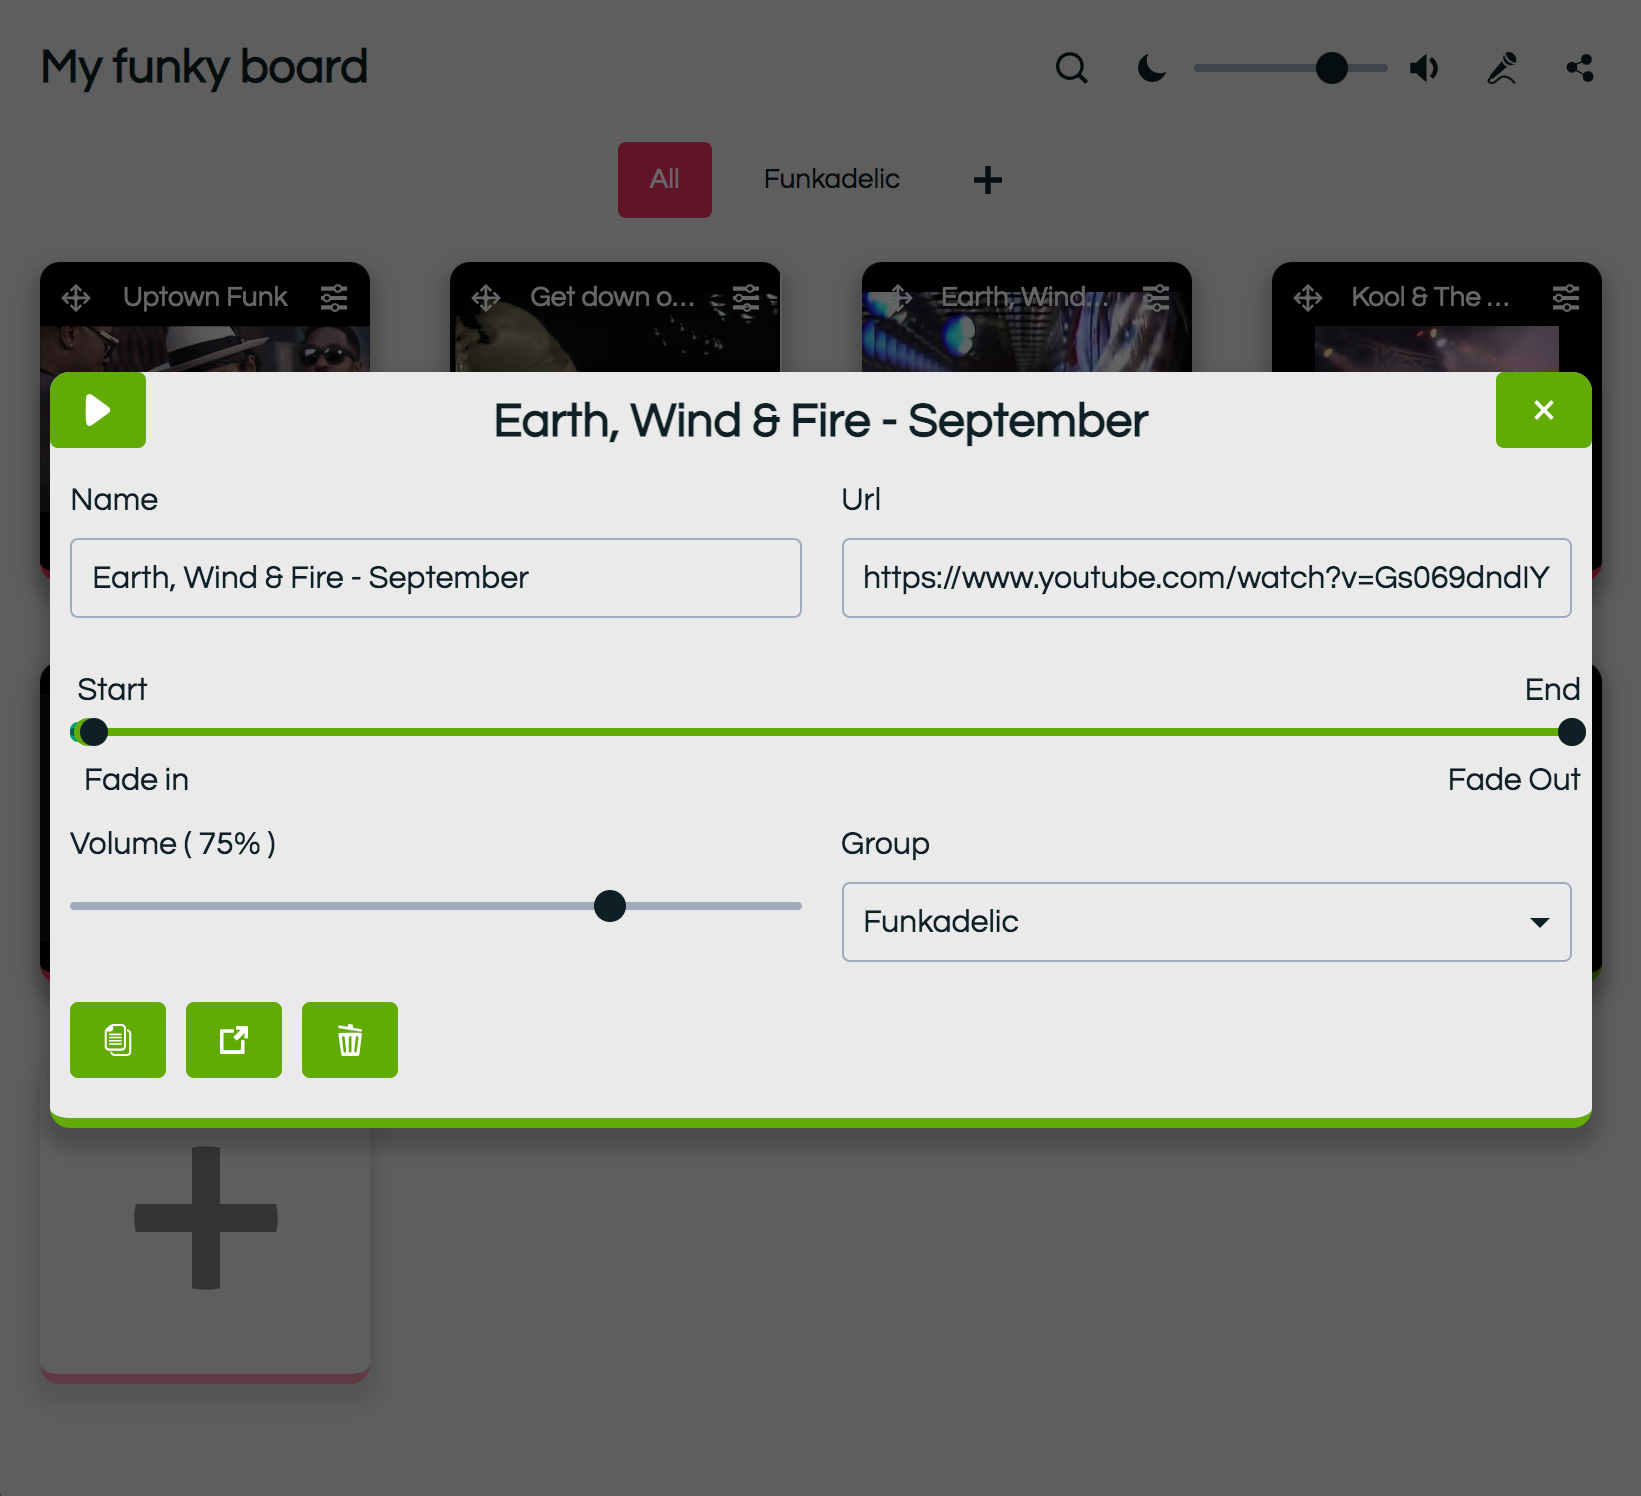 My funky board
All
Funkadelic
Uptown Funk
Get down o...
Earth, Wind...
Kool & The ...
Earth, Wind & Fire - September
Name
Url
Earth, Wind & Fire - September
https://www.youtube.com/watch?v=Gs069dndIY
Start
End
Fade in
Fade Out
Volume ( 75% )
Group
Funkadelic